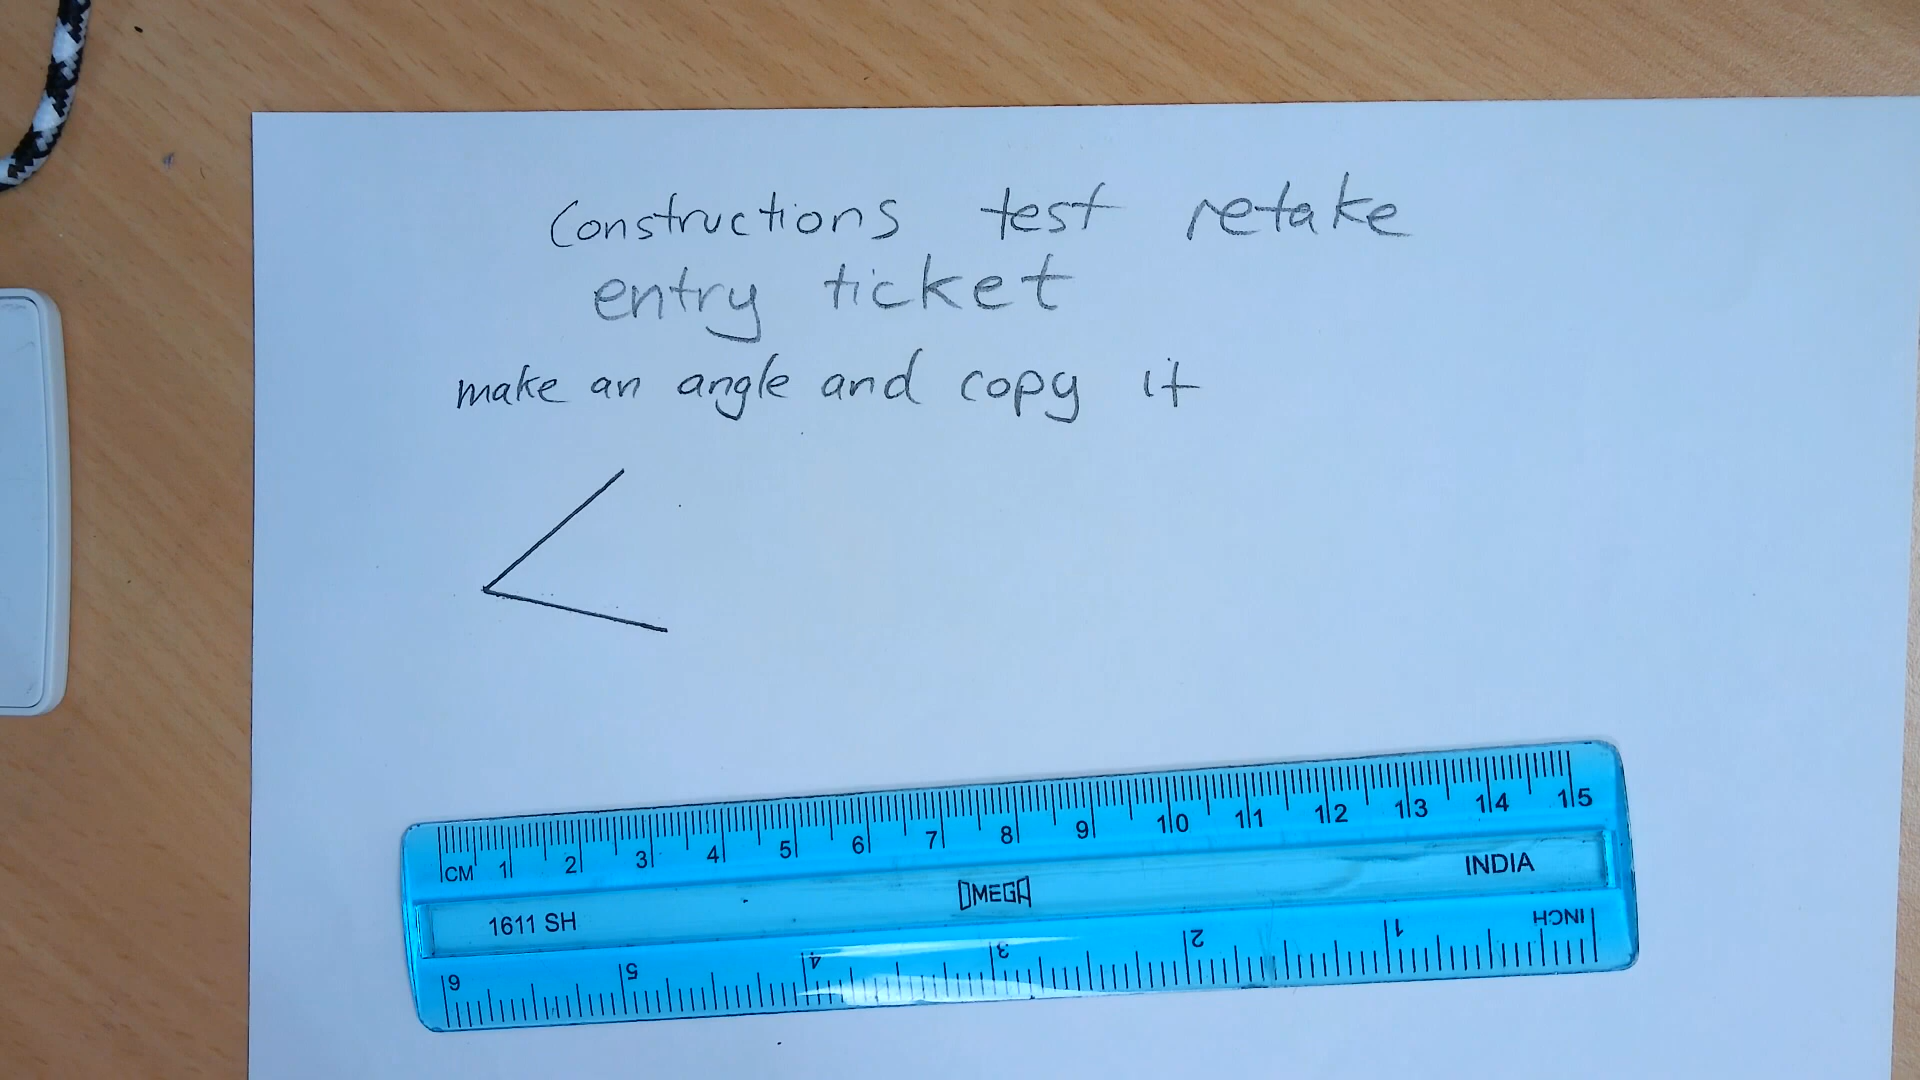 Constructions test retake
entry ticket
make an angle and copy it
CM 1 2 3 4 5 6 7 8 9 10 11 12 13 14 15
OMEGA
INDIA
1611 SH
6 5 4 3 2 1 INCH